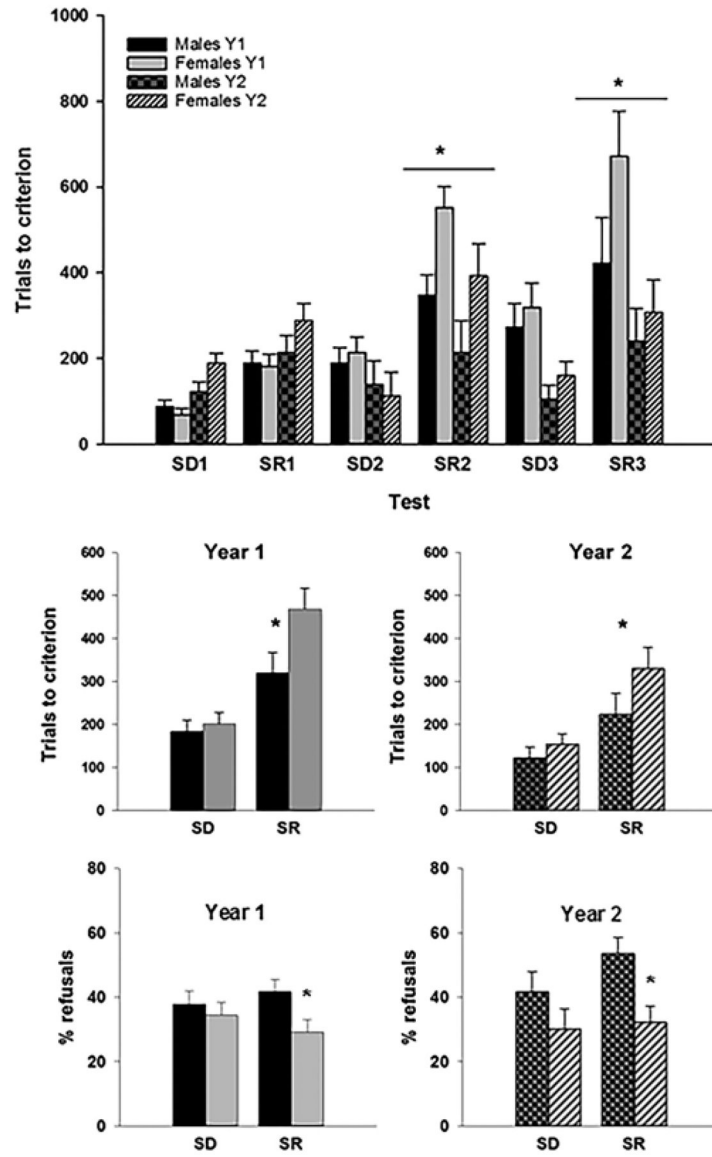 1000
800
600
400
200
0
Trials to criterion
Males Y1
Females Y1
Males Y2
Females Y2
*
*
SD1 SR1 SD2 SR2 SD3 SR3
Test
Year 1
600
500
400
300
200
100
0
Trials to criterion
*
SD SR
Year 2
600
500
400
300
200
100
0
Trials to criterion
*
SD SR
Year 1
80
60
40
20
0
% refusals
*
SD SR
Year 2
80
60
40
20
0
% refusals
*
SD SR